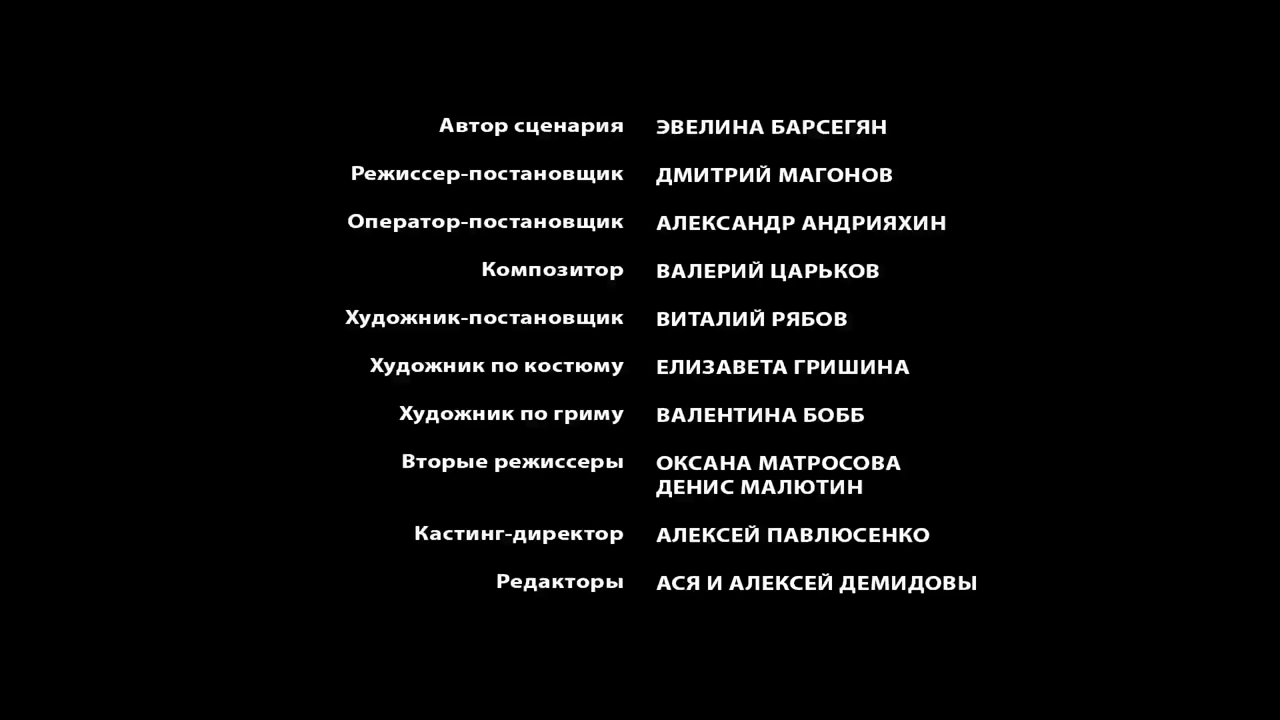 Автор сценария ЭВЕЛИНА БАРСЕГЯН
Режиссер-постановщик ДМИТРИЙ МАГОНОВ
Оператор-постановщик АЛЕКСАНДР АНДРИЯХИН
Композитор ВАЛЕРИЙ ЦАРЬКОВ
Художник-постановщик ВИТАЛИЙ РЯБОВ
Художник по костюму ЕЛИЗАВЕТА ГРИШИНА
Художник по гриму ВАЛЕНТИНА БОББ
Вторые режиссеры ОКСАНА МАТРОСОВА
ДЕНИС МАЛЮТИН
Кастинг-директор АЛЕКСЕЙ ПАВЛЮСЕНКО
Редакторы АСЯ И АЛЕКСЕЙ ДЕМИДОВЫ